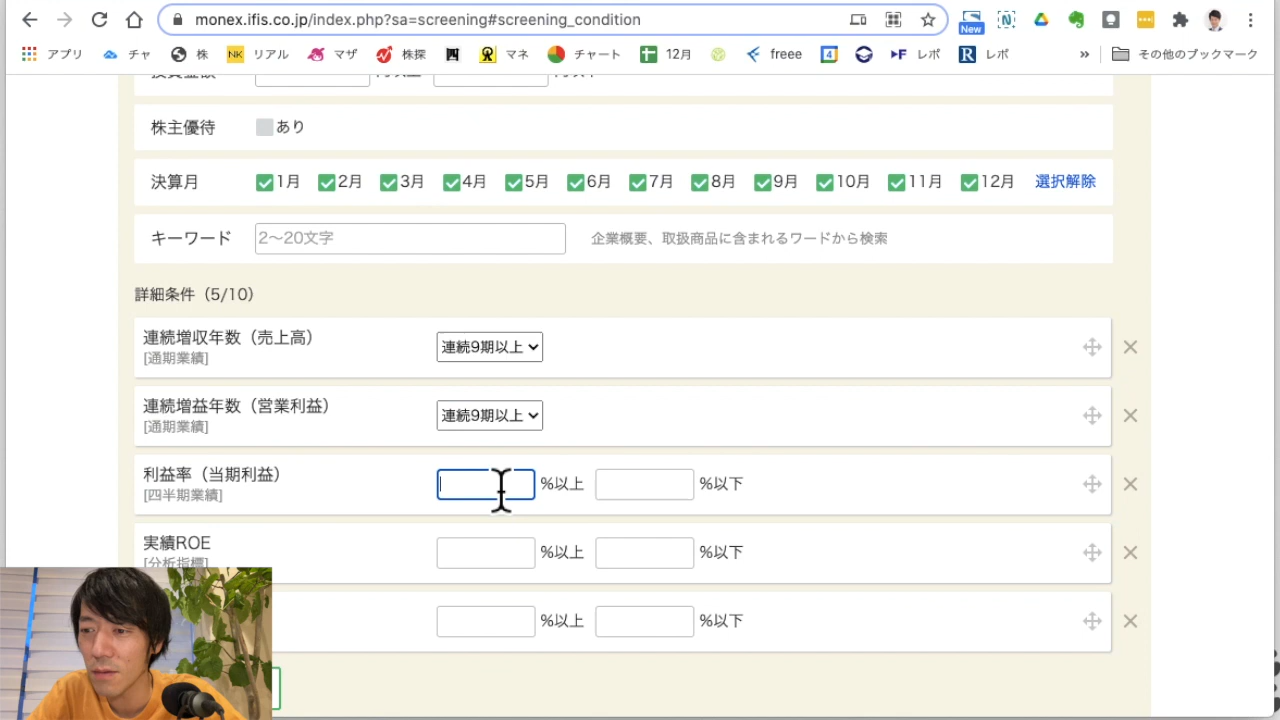 monex.ifis.co.jp/index.php?sa=screening#screening_condition
New
アプリ チャ 株 NK リアル マザ 株探 マネ チャート 12月 freee 4 F レポ R レポ » その他のブックマーク
株主優待 あり
決算月 1月 2月 3月 4月 5月 6月 7月 8月 9月 10月 11月 12月 選択解除
キーワード 2〜20文字 企業概要、取扱商品に含まれるワードから検索
詳細条件（5/10）
連続増収年数（売上高） 連続9期以上
[通期業績]
連続増益年数（営業利益） 連続9期以上
[通期業績]
利益率（当期利益） %以上 %以下
[四半期業績]
実績ROE %以上 %以下
[分析指標]
%以上 %以下